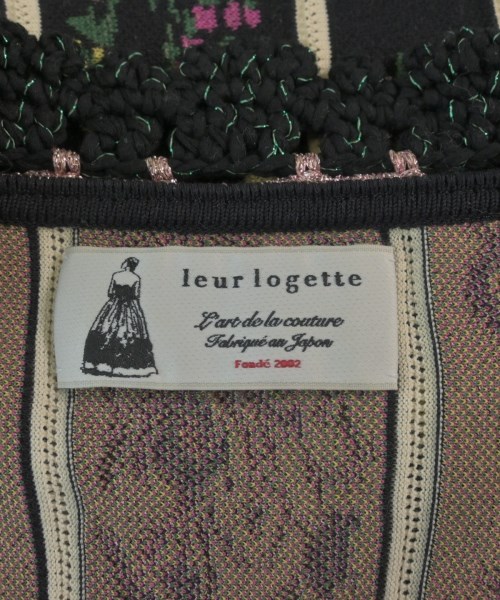 leur logette
L'art de la couture
Fabriqué au Japon
Fondé 2002